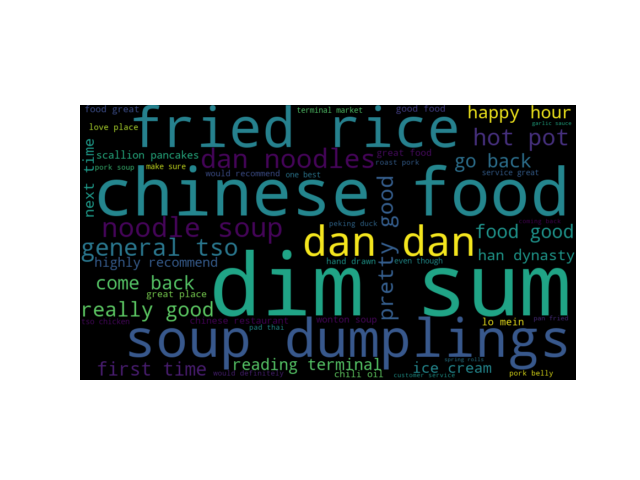 food great
terminal market
good food
happy hour
garlic sauce
love place
fried rice
hot pot
next time
scallion pancakes
dan noodles
great food
go back
pork soup
make sure
roast pork
would recommend
one best
service great
chinese food
pretty good
noodle soup
peking duck
dan dan
food good
general tso
han dynasty
highly recommend
hand drawn
even though
dim sum
come back
great place
really good
tso chicken
chinese restaurant
wonton soup
lo mein
pan fried
pad thai
soup dumplings
first time
reading terminal
spring rolls
ice cream
would definitely
chili oil
customer service
pork belly